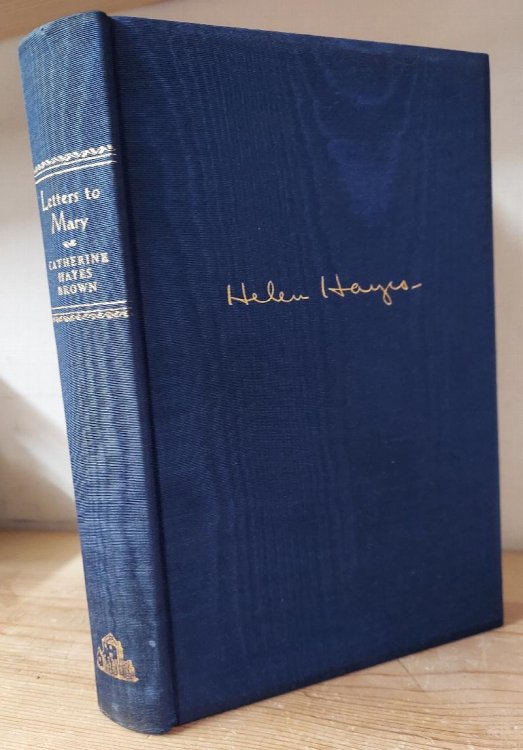 Letters to
Mary
CATHERINE
HAYES
BROWN
Helen Hayes